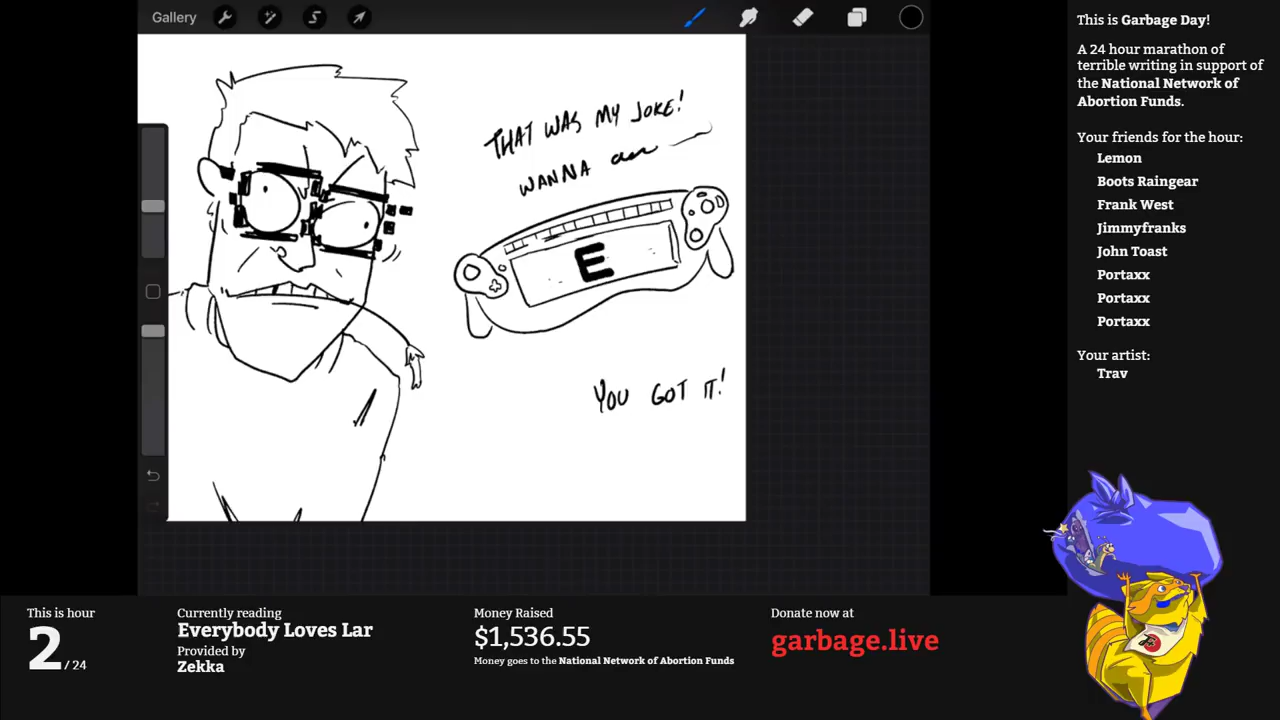 Gallery
THAT WAS MY JOKE!
WANNA
E
YOU GOT IT!
This is Garbage Day!
A 24 hour marathon of
terrible writing in support of
the National Network of
Abortion Funds.
Your friends for the hour:
Lemon
Boots Raingear
Frank West
Jimmyfranks
John Toast
Portaxx
Portaxx
Portaxx
Your artist:
Trav
This is hour
2 / 24
Currently reading
Everybody Loves Lar
Provided by
Zekka
Money Raised
$1,536.55
Money goes to the National Network of Abortion Funds
Donate now at
garbage.live